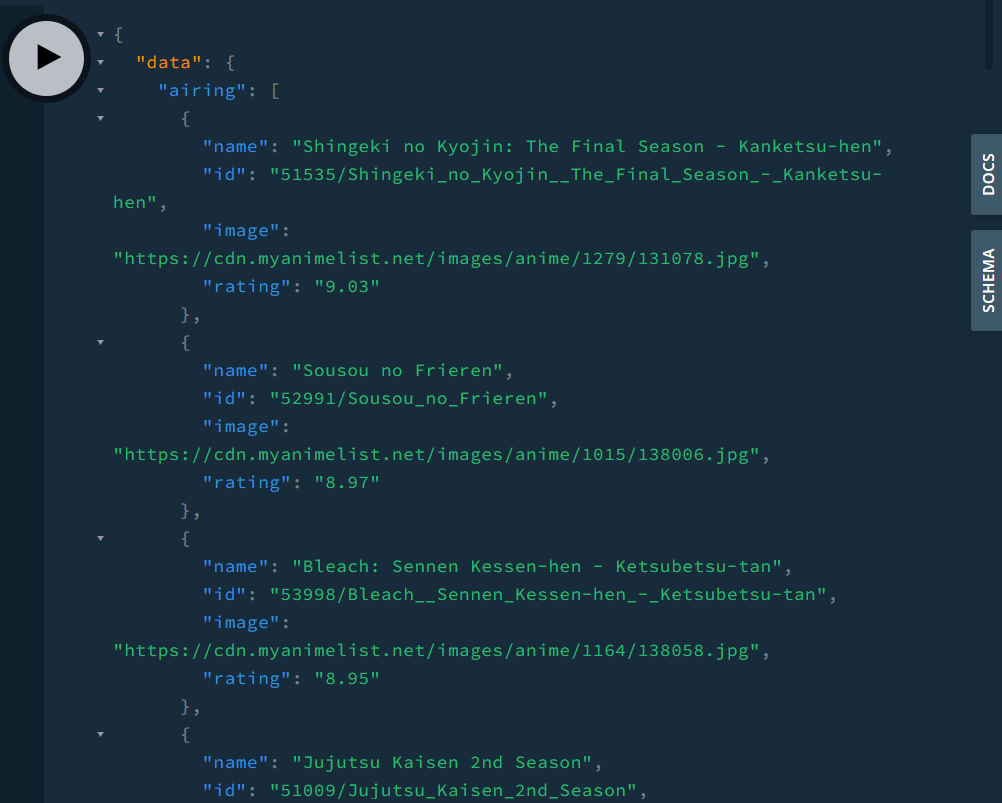 {
"data": {
"airing": [
{
"name": "Shingeki no Kyojin: The Final Season - Kanketsu-hen",
"id": "51535/Shingeki_no_Kyojin__The_Final_Season_-_Kanketsu-
hen",
"image":
"https://cdn.myanimelist.net/images/anime/1279/131078.jpg",
"rating": "9.03"
},
{
"name": "Sousou no Frieren",
"id": "52991/Sousou_no_Frieren",
"image":
"https://cdn.myanimelist.net/images/anime/1015/138006.jpg",
"rating": "8.97"
},
{
"name": "Bleach: Sennen Kessen-hen - Ketsubetsu-tan",
"id": "53998/Bleach__Sennen_Kessen-hen_-_Ketsubetsu-tan",
"image":
"https://cdn.myanimelist.net/images/anime/1164/138058.jpg",
"rating": "8.95"
},
{
"name": "Jujutsu Kaisen 2nd Season",
"id": "51009/Jujutsu_Kaisen_2nd_Season",
DOCS
SCHEMA